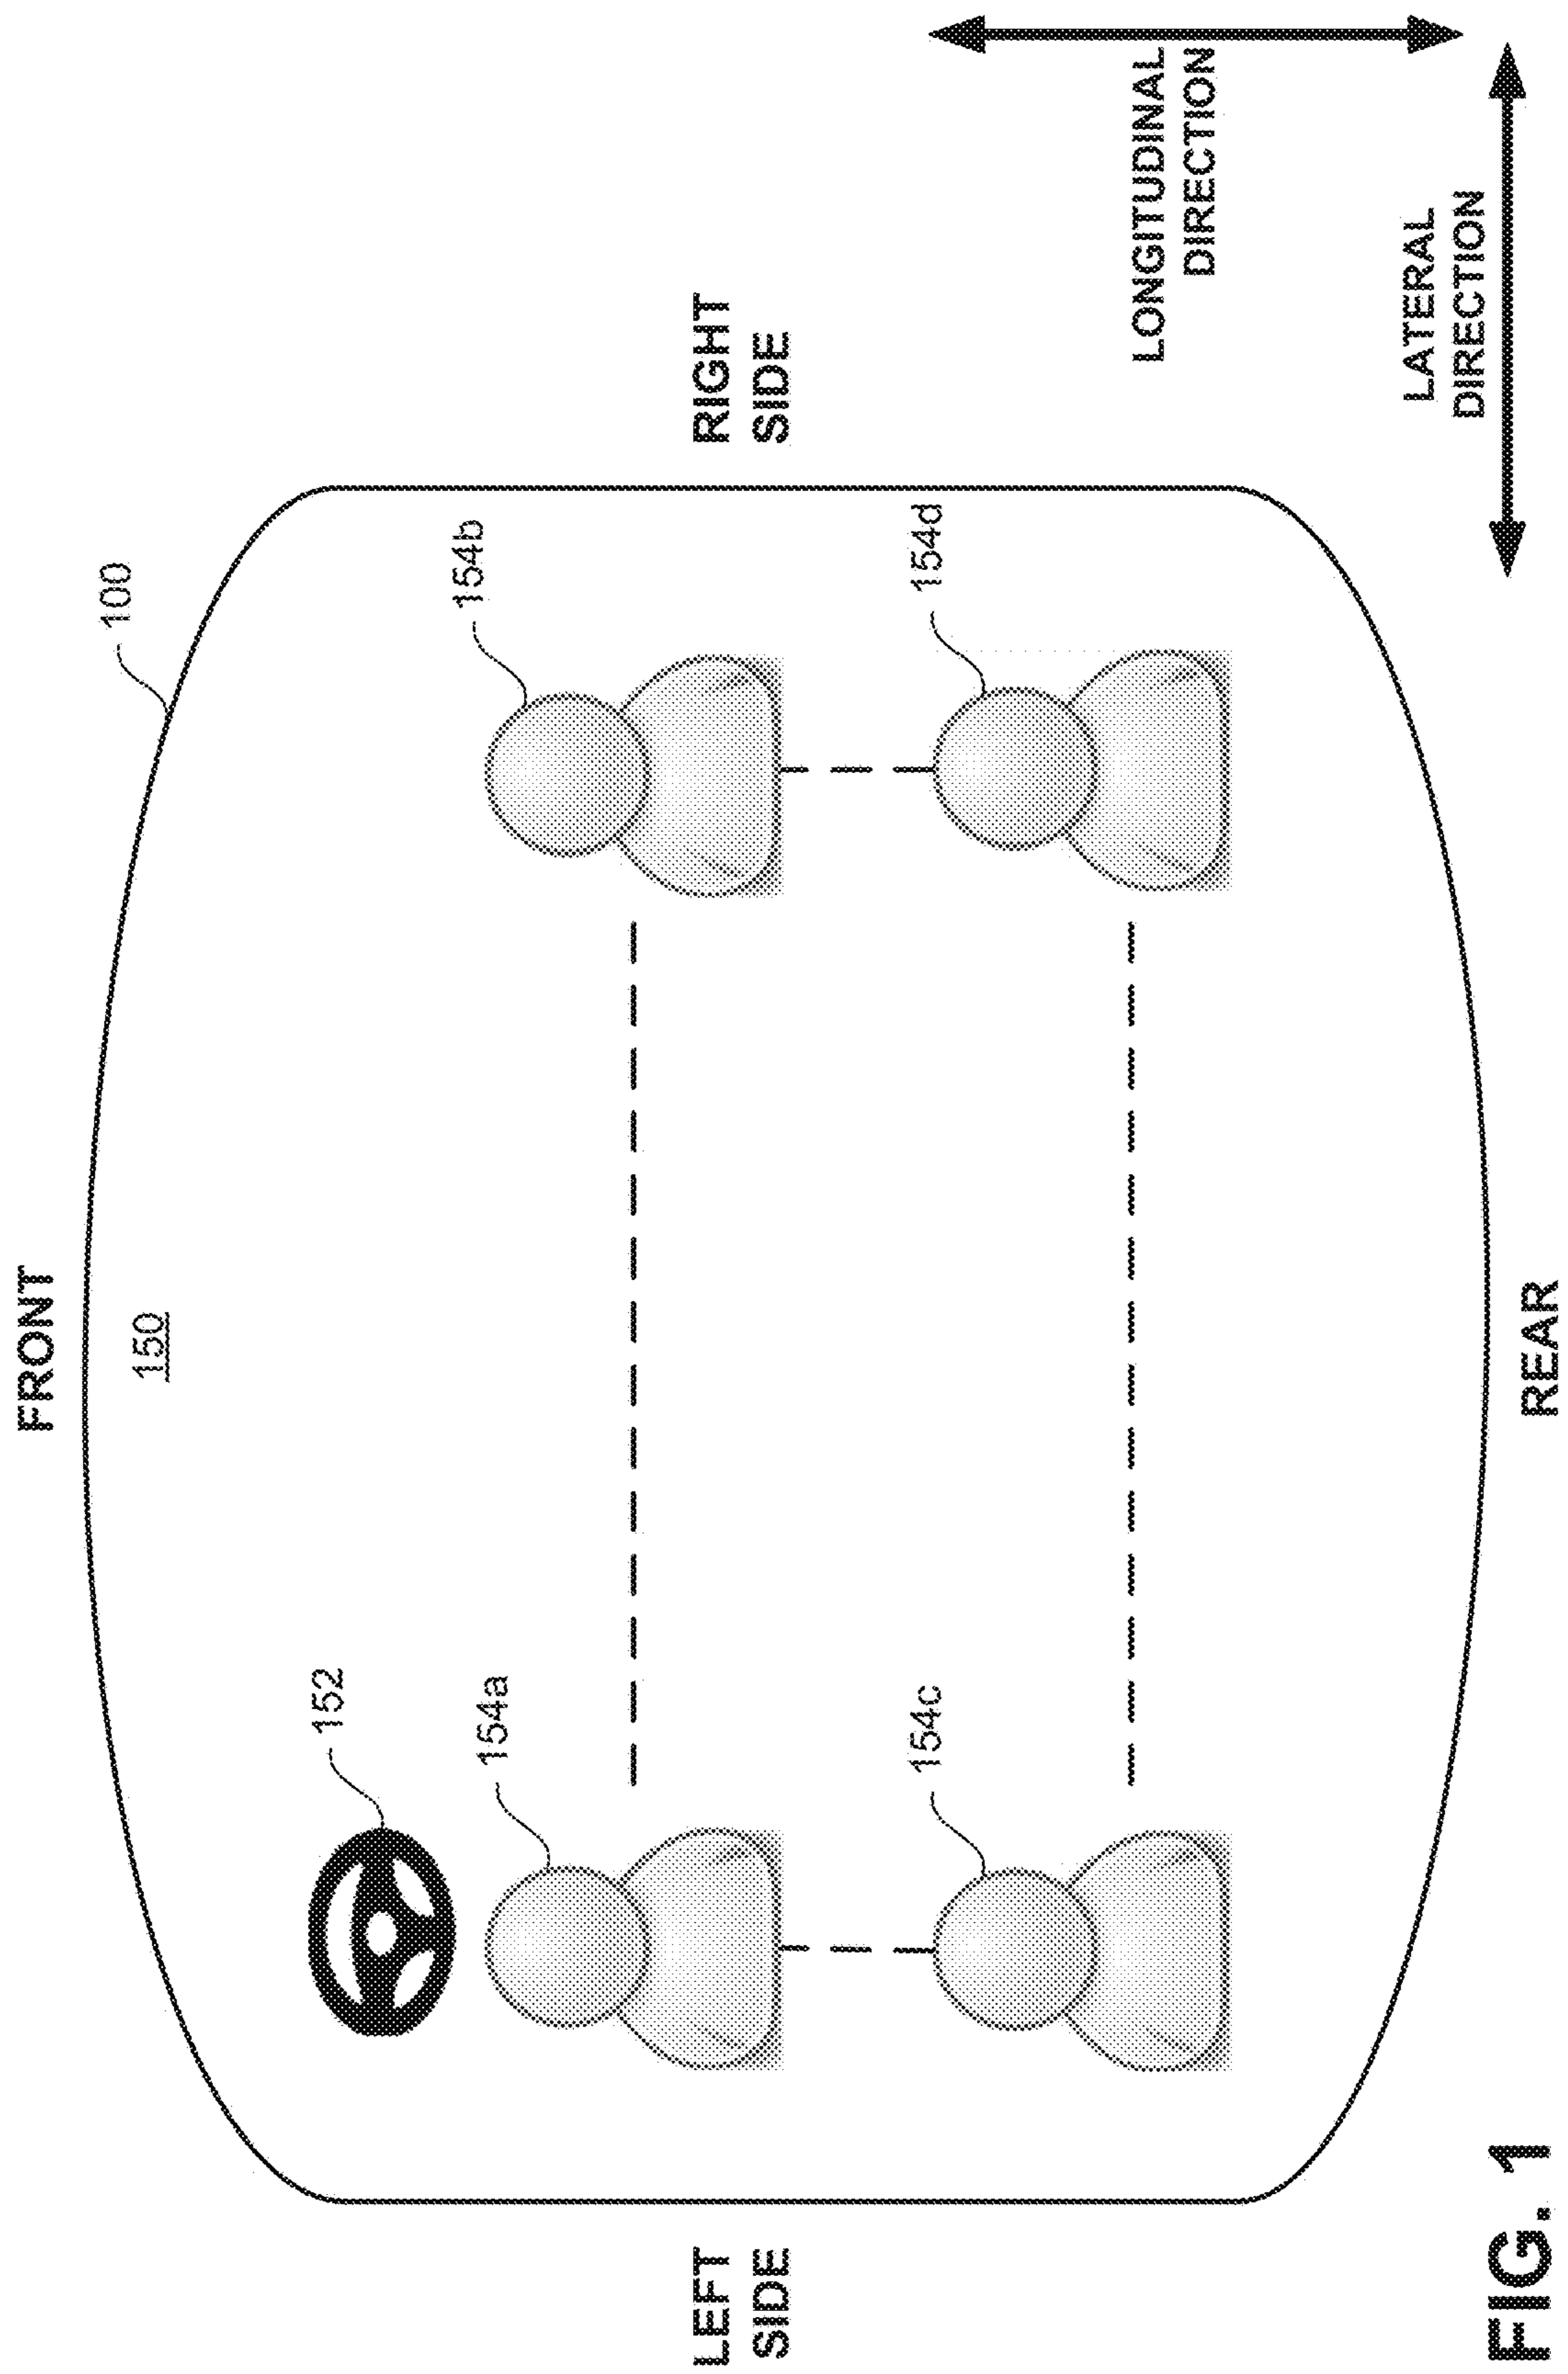 FRONT
150
100
152
154a
154b
154c
154d
LEFT
SIDE
RIGHT
SIDE
LONGITUDINAL
DIRECTION
LATERAL
DIRECTION
REAR
FIG. 1